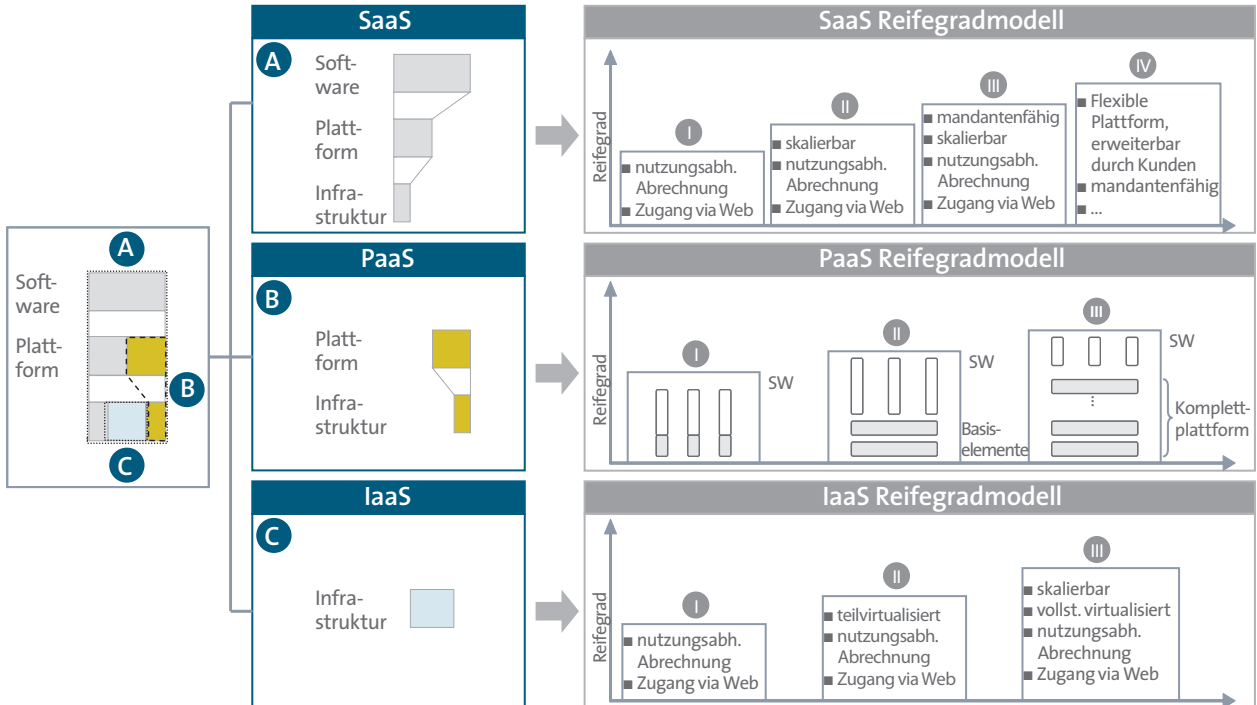 A
Soft-
ware
Platt-
form
B
C
SaaS
A
Soft-
ware
Platt-
form
Infra-
struktur
SaaS Reifegradmodell
Reifegrad
I
■ nutzungsabh.
Abrechnung
■ Zugang via Web
II
■ skalierbar
■ nutzungsabh.
Abrechnung
■ Zugang via Web
III
■ mandantenfähig
■ skalierbar
■ nutzungsabh.
Abrechnung
■ Zugang via Web
IV
■ Flexible
Plattform,
erweiterbar
durch Kunden
■ mandantenfähig
■ ...
PaaS
B
Platt-
form
Infra-
struktur
PaaS Reifegradmodell
Reifegrad
I
SW
II
SW
Basis-
elemente
III
SW
...
Komplett-
plattform
IaaS
C
Infra-
struktur
IaaS Reifegradmodell
Reifegrad
I
■ nutzungsabh.
Abrechnung
■ Zugang via Web
II
■ teilvirtualisiert
■ nutzungsabh.
Abrechnung
■ Zugang via Web
III
■ skalierbar
■ vollst. virtualisiert
■ nutzungsabh.
Abrechnung
■ Zugang via Web